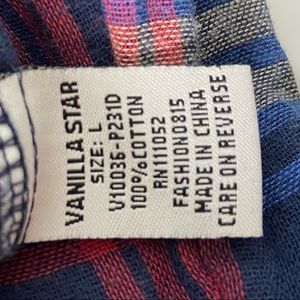 VANILLA STAR
SIZE: L
V10036-P231D
100% COTTON
RN111052
FASHION0815
MADE IN CHINA
CARE ON REVERSE